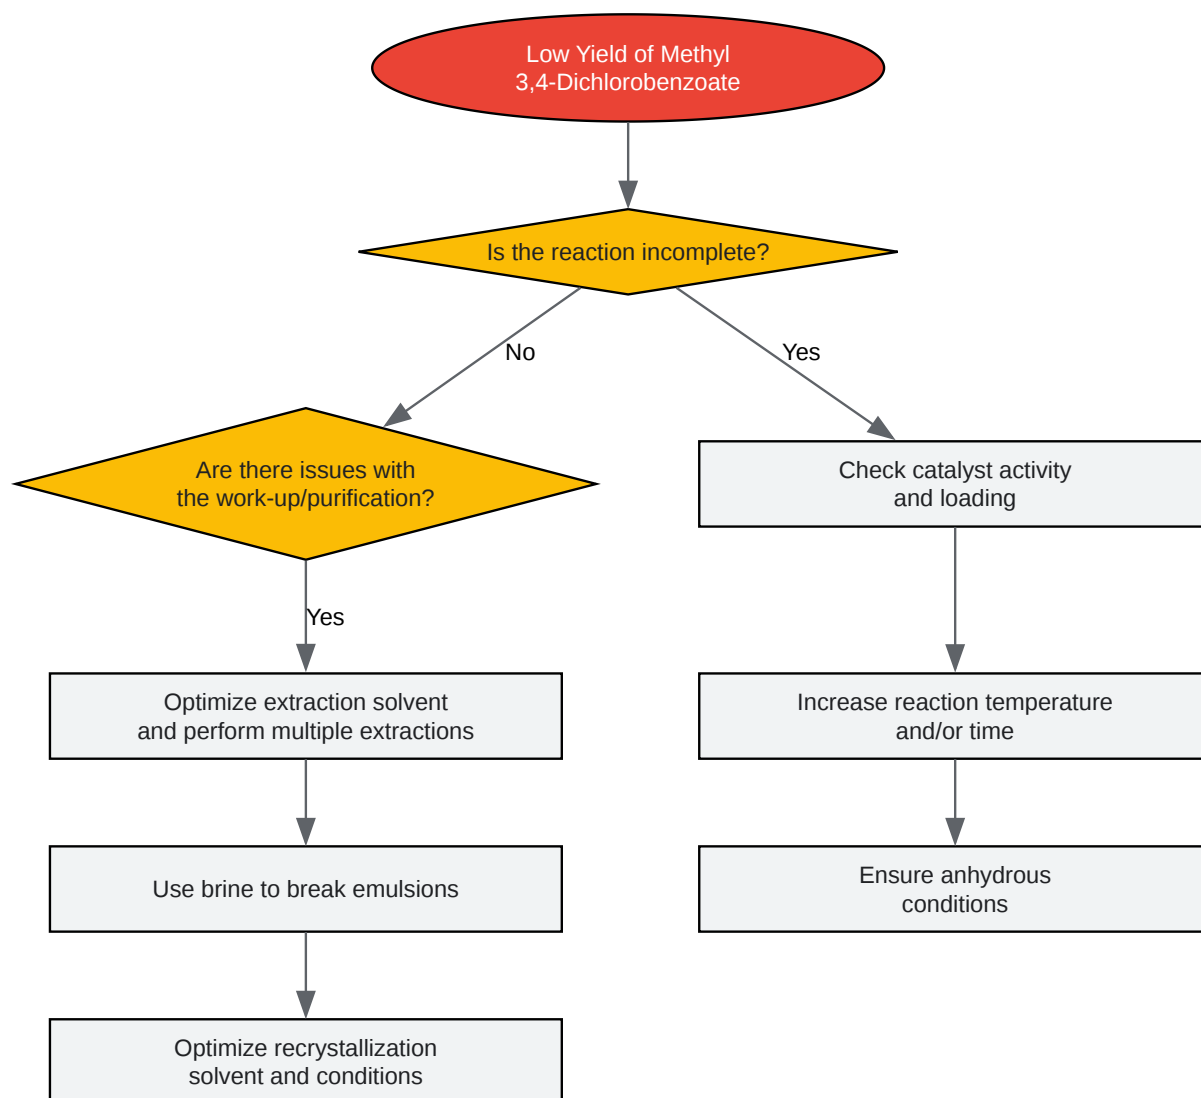 Low Yield of Methyl
3,4-Dichlorobenzoate
Is the reaction incomplete?
No
Yes
Are there issues with
the work-up/purification?
Check catalyst activity
and loading
Yes
Optimize extraction solvent
and perform multiple extractions
Increase reaction temperature
and/or time
Use brine to break emulsions
Ensure anhydrous
conditions
Optimize recrystallization
solvent and conditions